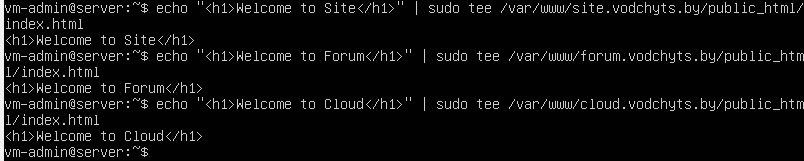 vm-admin@server:~$ echo "<h1>Welcome to Site</h1>" | sudo tee /var/www/site.vodchyts.by/public_html/
index.html
<h1>Welcome to Site</h1>
vm-admin@server:~$ echo "<h1>Welcome to Forum</h1>" | sudo tee /var/www/forum.vodchyts.by/public_htm
l/index.html
<h1>Welcome to Forum</h1>
vm-admin@server:~$ echo "<h1>Welcome to Cloud</h1>" | sudo tee /var/www/cloud.vodchyts.by/public_htm
l/index.html
<h1>Welcome to Cloud</h1>
vm-admin@server:~$